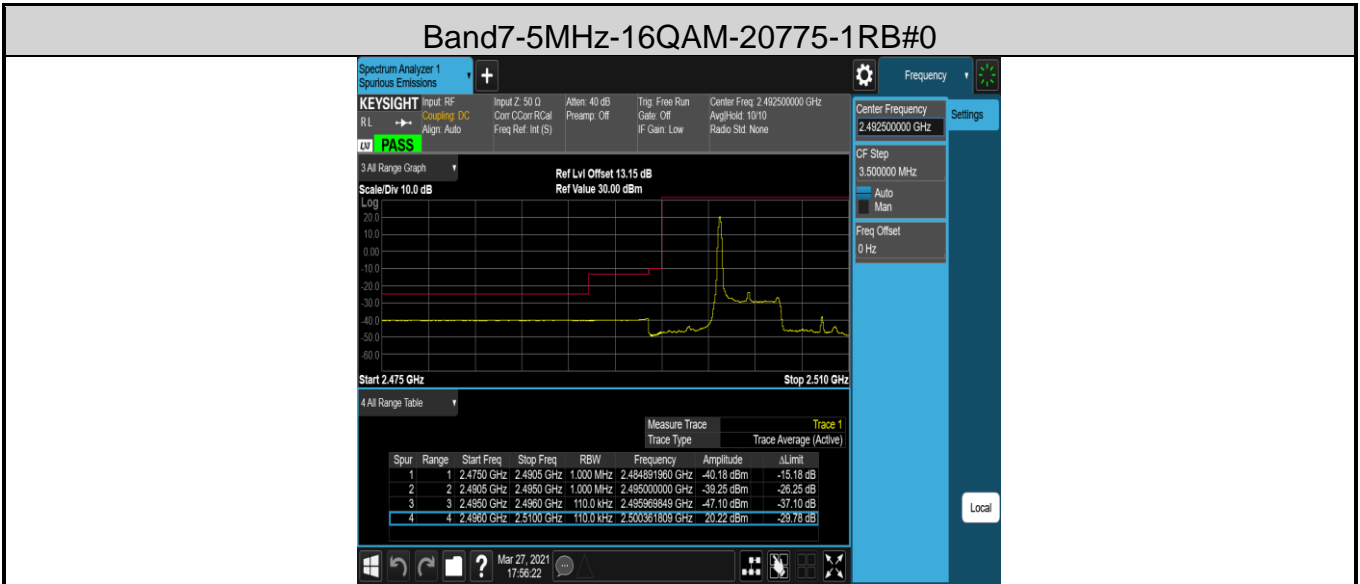 Band7-5MHz-16QAM-20775-1RB#0
Spectrum Analyzer 1
Spurious Emissions
Frequency
KEYSIGHT
R L
Input: RF
Coupling: DC
Align: Auto
Input Z: 50 Ω
Corr CCorr RCal
Freq Ref: Int (S)
Atten: 40 dB
Preamp: Off
Trig: Free Run
Gate: Off
IF Gain: Low
Center Freq: 2.492500000 GHz
Avg|Hold: 10/10
Radio Std: None
LXI PASS
Center Frequency
2.492500000 GHz
Settings
CF Step
3.500000 MHz
Auto
Man
Freq Offset
0 Hz
3 All Range Graph
Ref Lvl Offset 13.15 dB
Scale/Div 10.0 dB
Ref Value 30.00 dBm
Log
20.0
10.0
0.00
-10.0
-20.0
-30.0
-40.0
-50.0
-60.0
Start 2.475 GHz Stop 2.510 GHz
4 All Range Table
Measure Trace Trace 1
Trace Type Trace Average (Active)
Spur Range Start Freq Stop Freq RBW Frequency Amplitude ΔLimit
1 1 2.4750 GHz 2.4905 GHz 1.000 MHz 2.484891960 GHz -40.18 dBm -15.18 dB
2 2 2.4905 GHz 2.4950 GHz 1.000 MHz 2.495000000 GHz -39.25 dBm -26.25 dB
3 3 2.4950 GHz 2.4960 GHz 110.0 kHz 2.495969849 GHz -47.10 dBm -37.10 dB
4 4 2.4960 GHz 2.5100 GHz 110.0 kHz 2.500361809 GHz 20.22 dBm -29.78 dB
Local
?
Mar 27, 2021
17:56:22